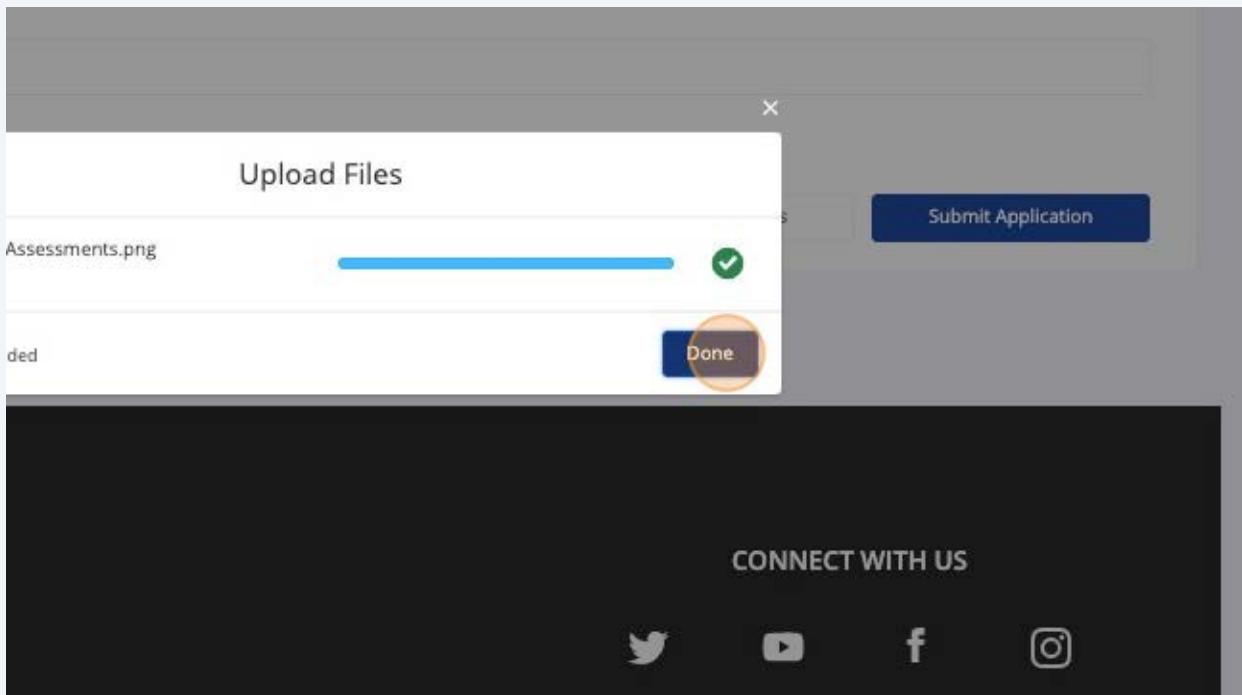 Upload Files
Submit Application
Assessments.png
ded
Done
CONNECT WITH US